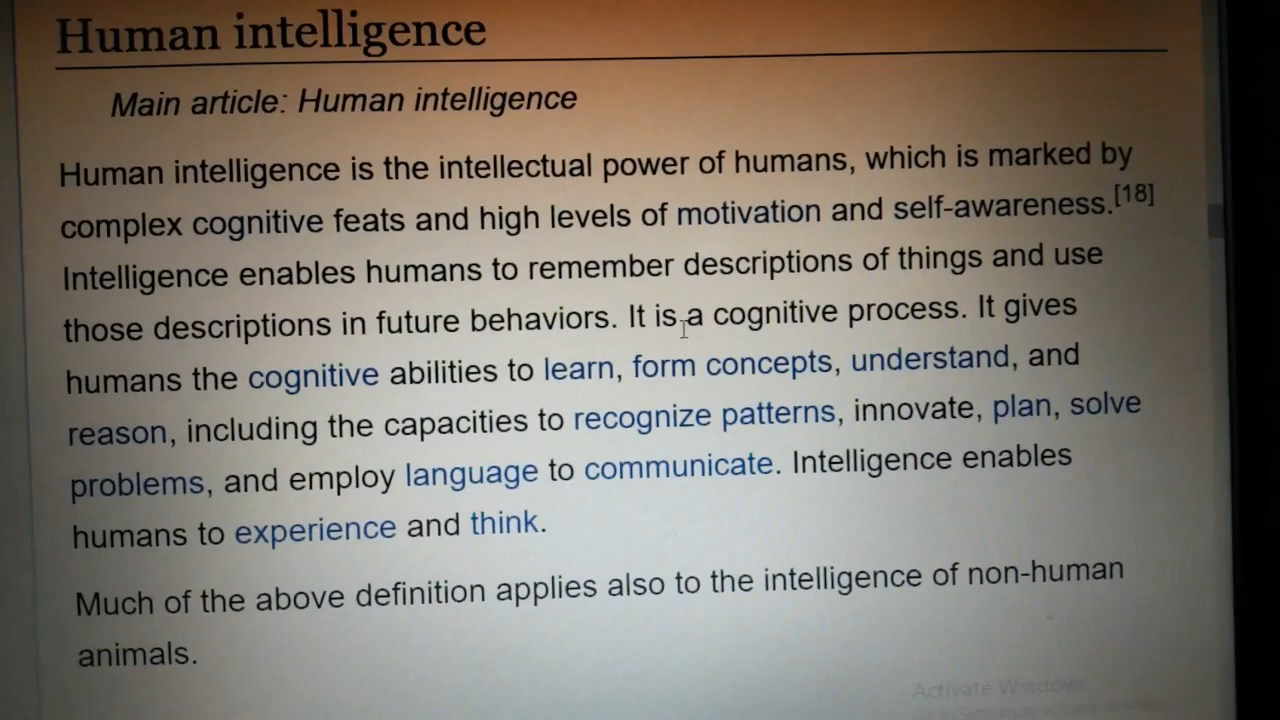 Human intelligence
Main article: Human intelligence
Human intelligence is the intellectual power of humans, which is marked by
complex cognitive feats and high levels of motivation and self-awareness.[18]
Intelligence enables humans to remember descriptions of things and use
those descriptions in future behaviors. It is a cognitive process. It gives
humans the cognitive abilities to learn, form concepts, understand, and
reason, including the capacities to recognize patterns, innovate, plan, solve
problems, and employ language to communicate. Intelligence enables
humans to experience and think.
Much of the above definition applies also to the intelligence of non-human
animals.
Activate Windows